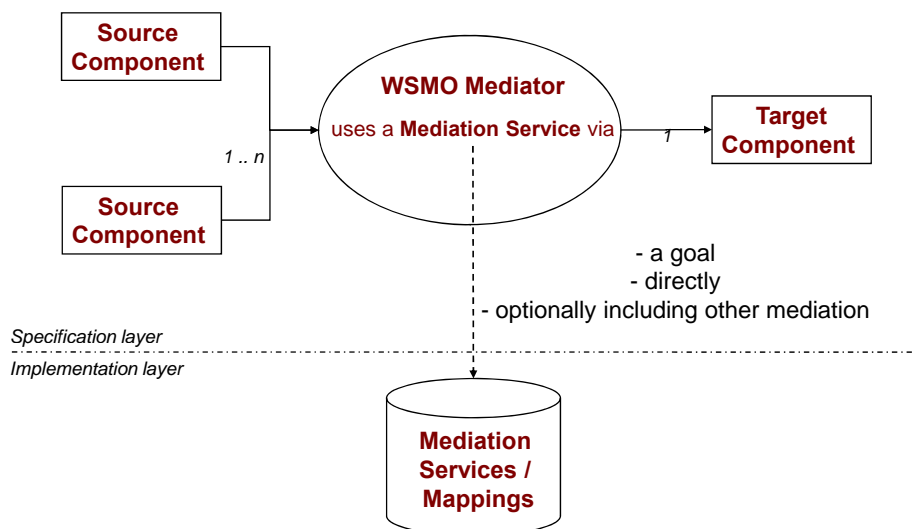 Source
Component
WSMO Mediator
uses a Mediation Service via
1
Target
Component
1 .. n
Source
Component
- a goal
- directly
- optionally including other mediation
Specification layer
Implementation layer
Mediation
Services /
Mappings